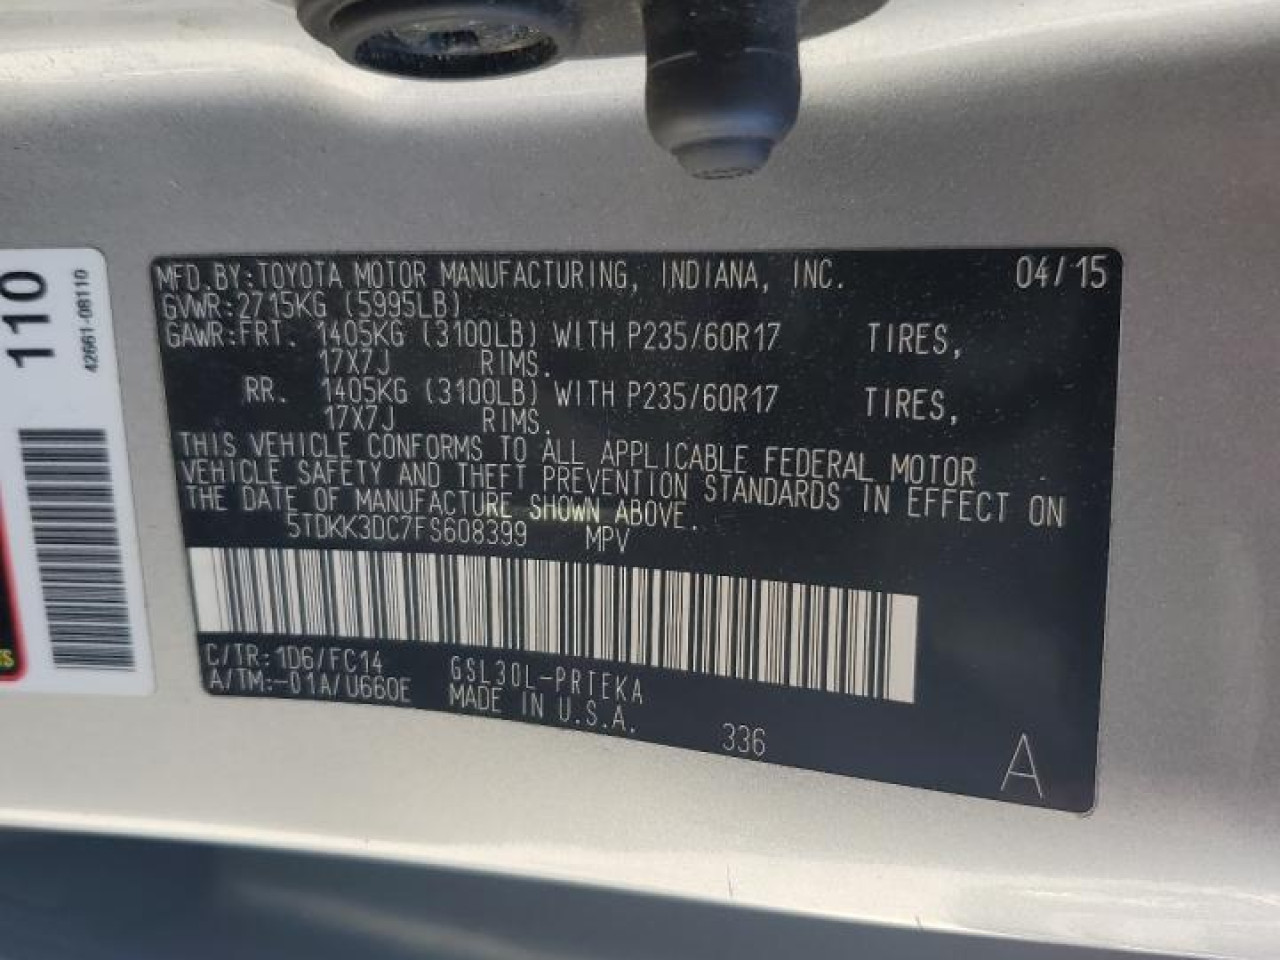 MFD.BY:TOYOTA MOTOR MANUFACTURING, INDIANA, INC. 04/15
GVWR:2715KG (5995LB)
GAWR:FRT. 1405KG (3100LB) WITH P235/60R17 TIRES,
17X7J RIMS.
RR. 1405KG (3100LB) WITH P235/60R17 TIRES,
17X7J RIMS.
THIS VEHICLE CONFORMS TO ALL APPLICABLE FEDERAL MOTOR
VEHICLE SAFETY AND THEFT PREVENTION STANDARDS IN EFFECT ON
THE DATE OF MANUFACTURE SHOWN ABOVE.
5TDKK3DC7FS608399 MPV
C/TR:1D6/FC14 GSL30L-PRTEKA
A/TM:-01A/U660E MADE IN U.S.A.
336
A
110
42661-08110